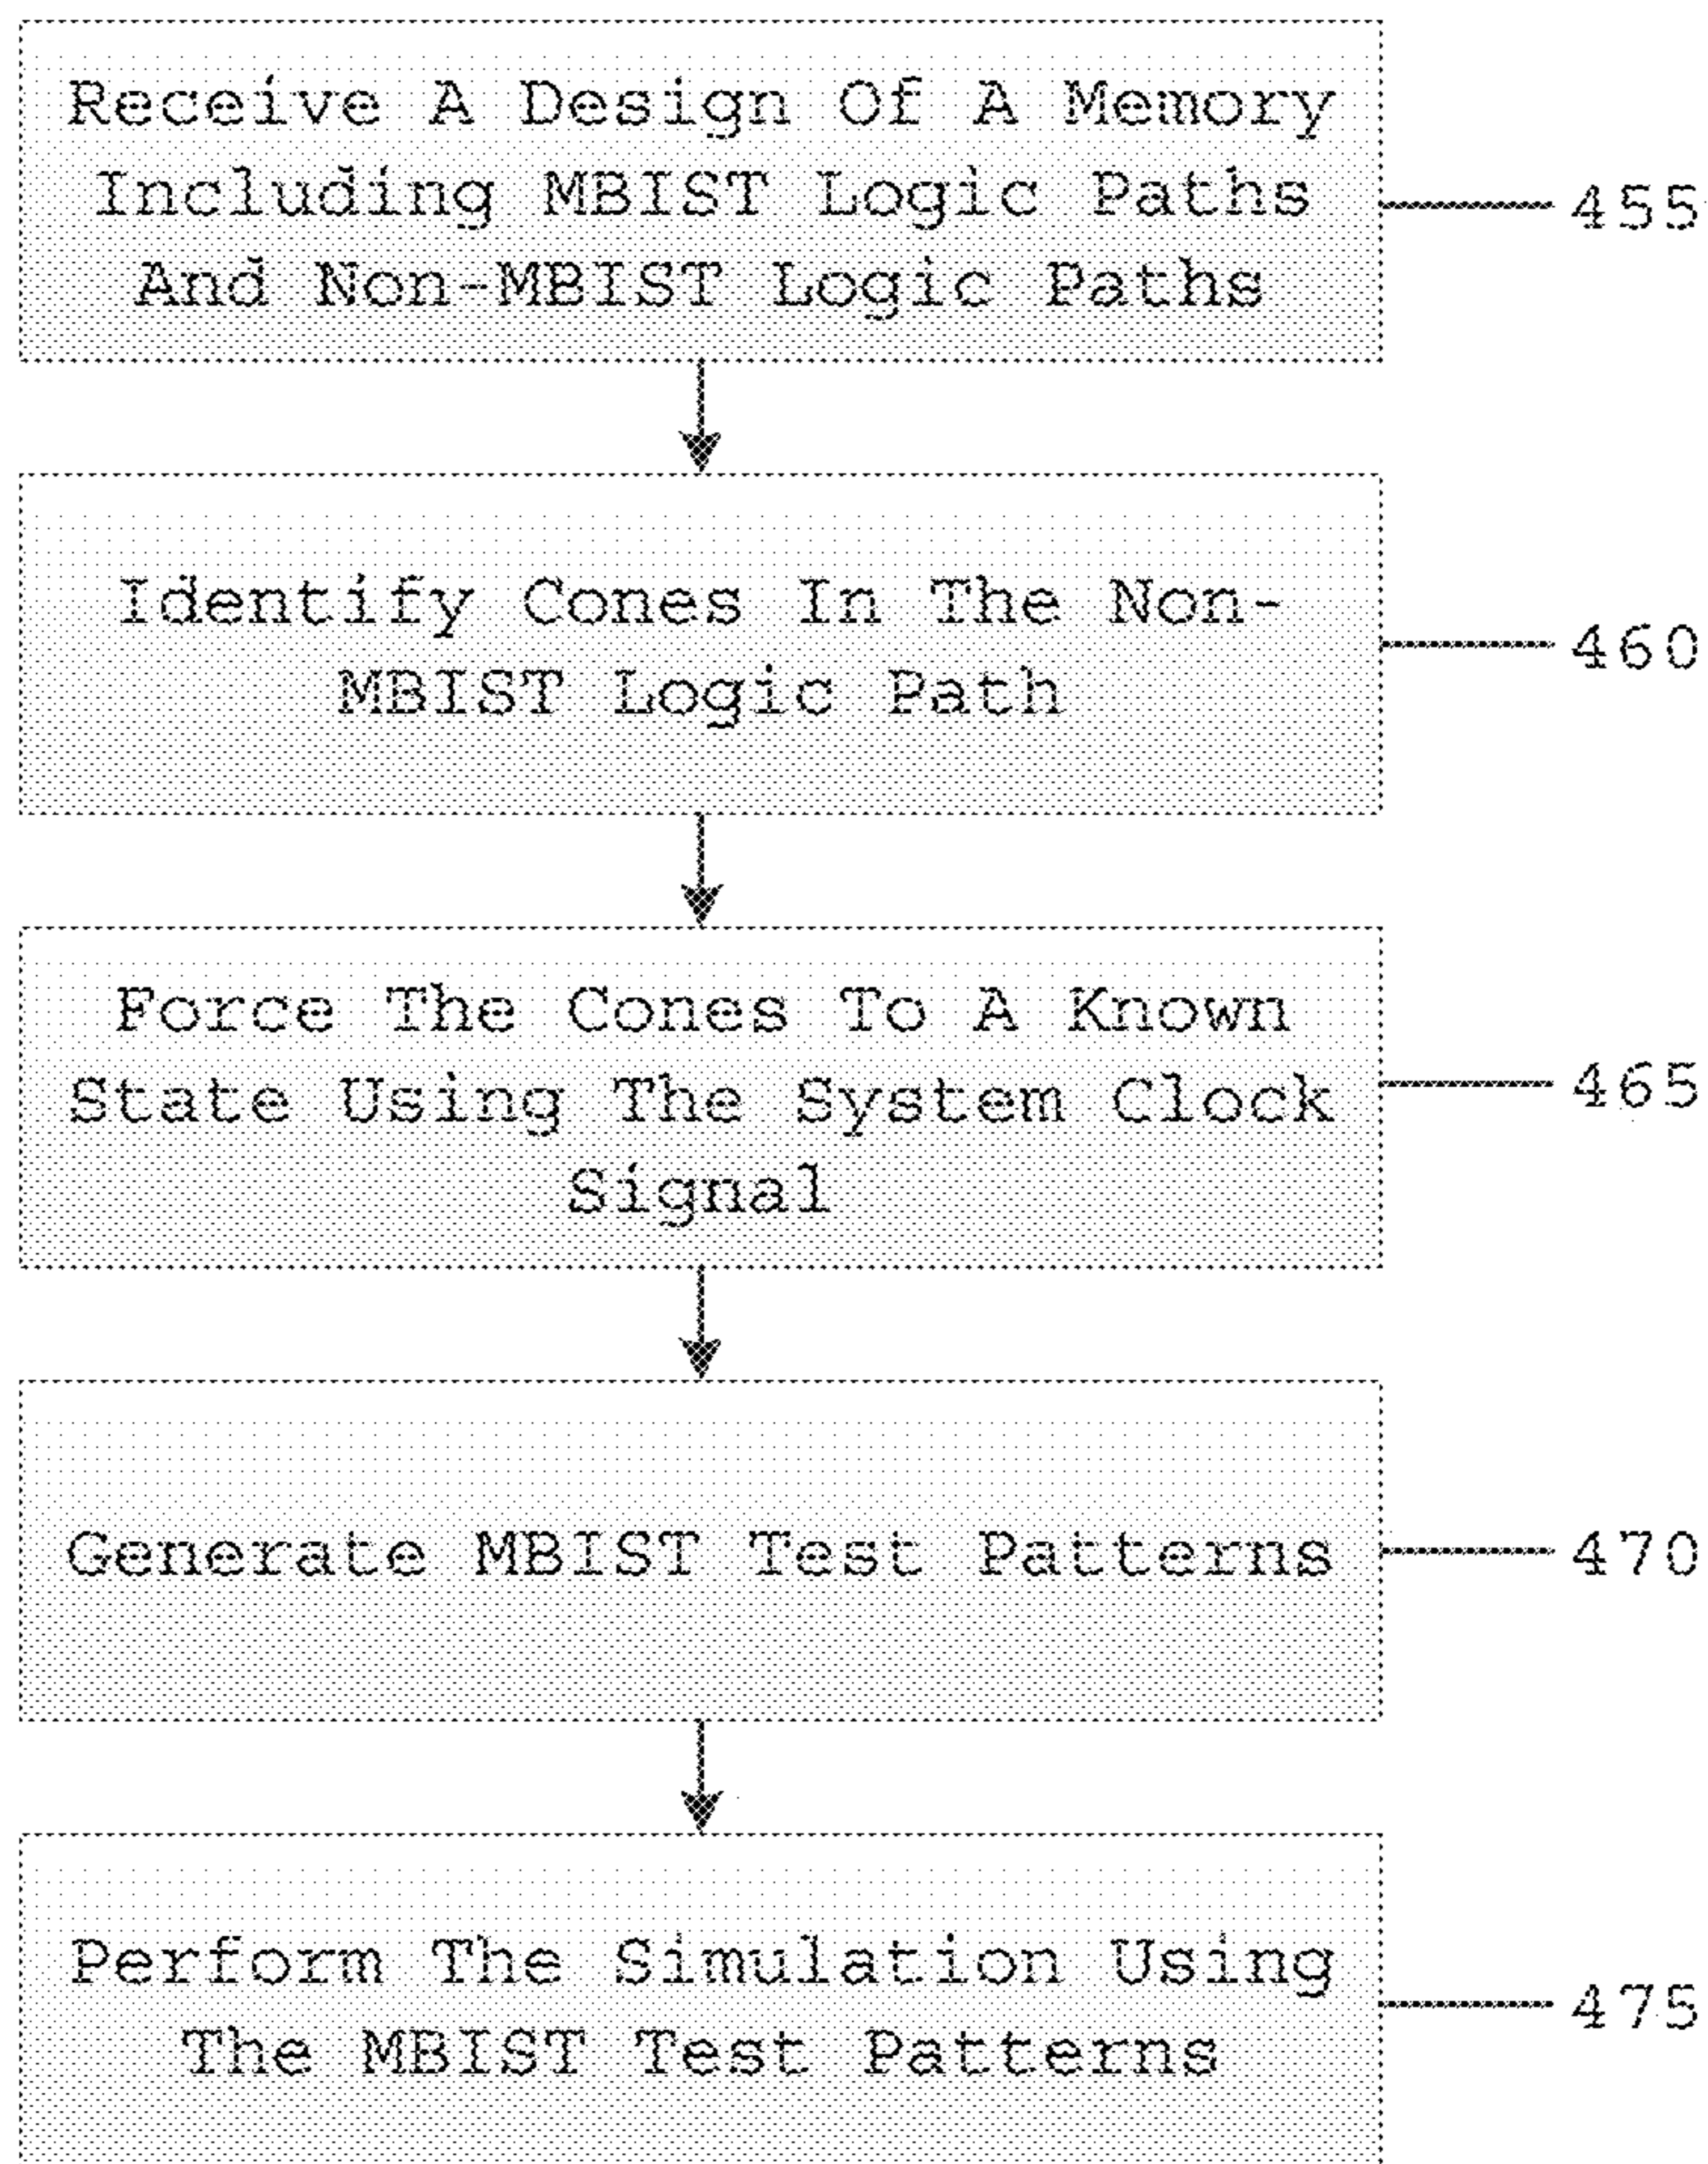 Receive A Design Of A Memory
Including MBIST Logic Paths
And Non-MBIST Logic Paths
455
Identify Cones In The Non-
MBIST Logic Path
460
Force The Cones To A Known
State Using The System Clock
Signal
465
Generate MBIST Test Patterns
470
Perform The Simulation Using
The MBIST Test Patterns
475